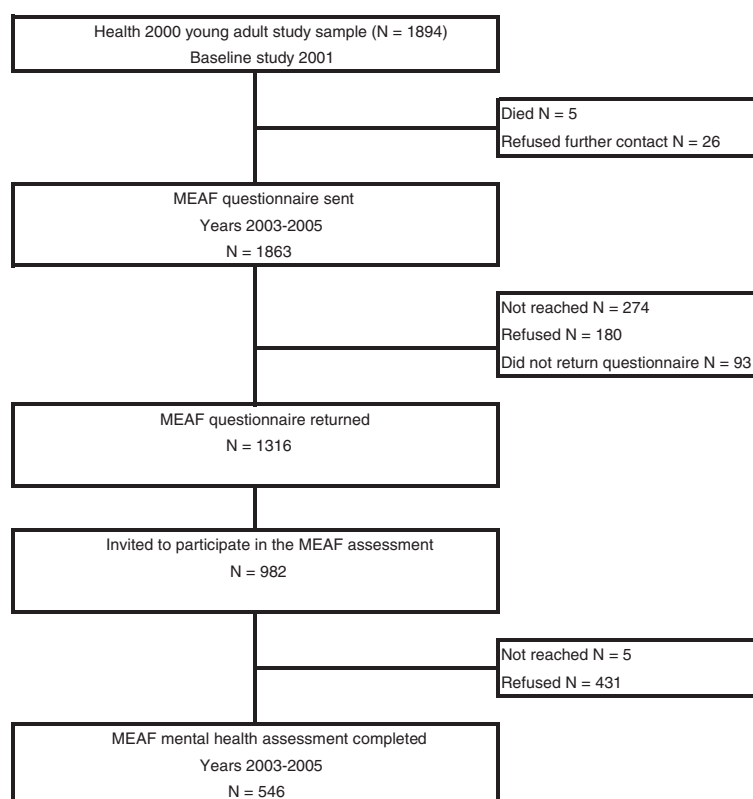 Health 2000 young adult study sample (N = 1894)
Baseline study 2001
Died N = 5
Refused further contact N = 26
MEAF questionnaire sent
Years 2003-2005
N = 1863
Not reached N = 274
Refused N = 180
Did not return questionnaire N = 93
MEAF questionnaire returned
N = 1316
Invited to participate in the MEAF assessment
N = 982
Not reached N = 5
Refused N = 431
MEAF mental health assessment completed
Years 2003-2005
N = 546